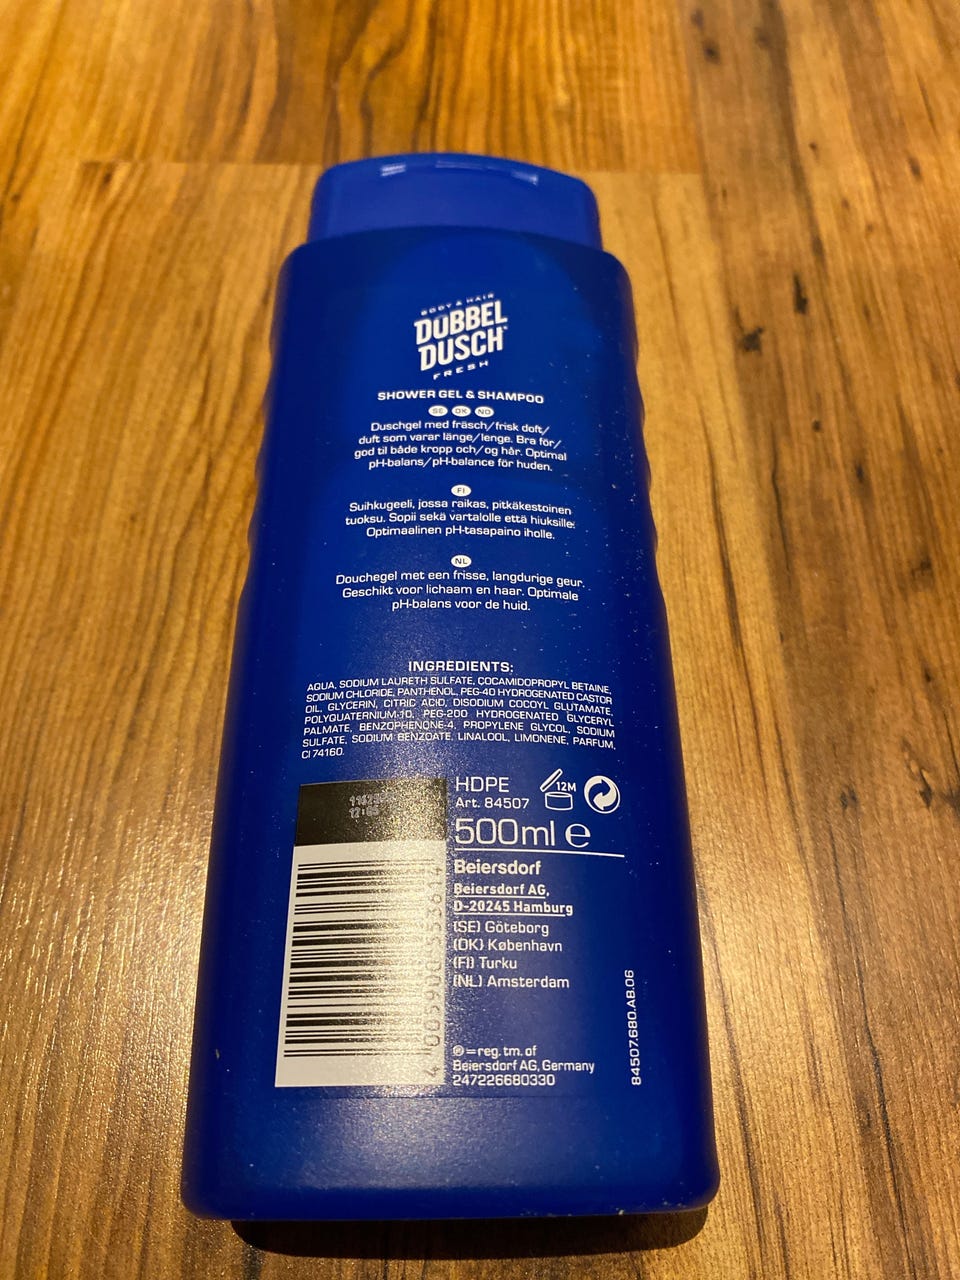 BODY & HAIR
DUBBEL
DUSCH®
FRESH
SHOWER GEL & SHAMPOO
SE DK NO
Duschgel med fräsch/frisk doft/
duft som varar länge/lenge. Bra för/
god til både kropp och/og hår. Optimal
pH-balans/pH-balance för huden.
FI
Suihkugeeli, jossa raikas, pitkäkestoinen
tuoksu. Sopii sekä vartalolle että hiuksille.
Optimaalinen pH-tasapaino iholle.
NL
Douchegel met een frisse, langdurige geur.
Geschikt voor lichaam en haar. Optimale
pH-balans voor de huid.
INGREDIENTS:
AQUA, SODIUM LAURETH SULFATE, COCAMIDOPROPYL BETAINE,
SODIUM CHLORIDE, PANTHENOL, PEG-40 HYDROGENATED CASTOR
OIL, GLYCERIN, CITRIC ACID, DISODIUM COCOYL GLUTAMATE,
POLYQUATERNIUM-10, PEG-200 HYDROGENATED GLYCERYL
PALMATE, BENZOPHENONE-4, PROPYLENE GLYCOL, SODIUM
SULFATE, SODIUM BENZOATE, LINALOOL, LIMONENE, PARFUM,
CI 74160.
HDPE
12M
Art. 84507
500ml e
Beiersdorf
Beiersdorf AG,
D-20245 Hamburg
(SE) Göteborg
(DK) København
(FI) Turku
(NL) Amsterdam
®=reg. tm. of
Beiersdorf AG, Germany
247226680330
84507.680.AB.06